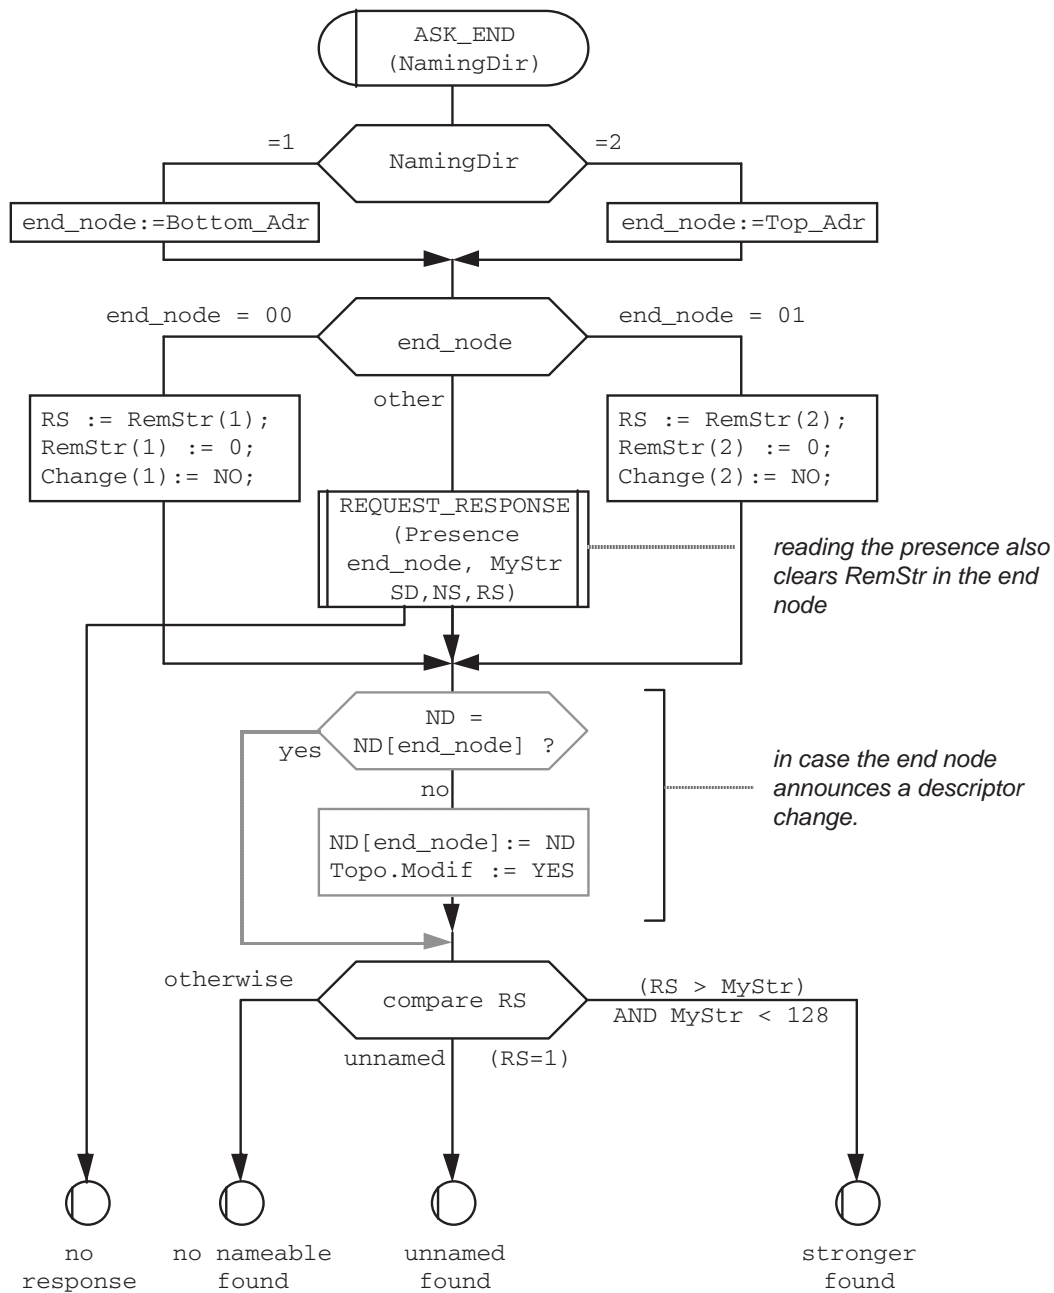 ASK_END
(NamingDir)
=1
=2
NamingDir
end_node:=Bottom_Adr
end_node:=Top_Adr
end_node = 00
end_node = 01
end_node
other
RS := RemStr(1);
RemStr(1) := 0;
Change(1):= NO;
RS := RemStr(2);
RemStr(2) := 0;
Change(2):= NO;
REQUEST_RESPONSE
(Presence
end_node, MyStr
SD,NS,RS)
reading the presence also
clears RemStr in the end
node
ND =
ND[end_node] ?
yes
no
ND[end_node]:= ND
Topo.Modif := YES
in case the end node
announces a descriptor
change.
otherwise
compare RS
(RS > MyStr)
AND MyStr < 128
unnamed (RS=1)
no
response
no nameable
found
unnamed
found
stronger
found